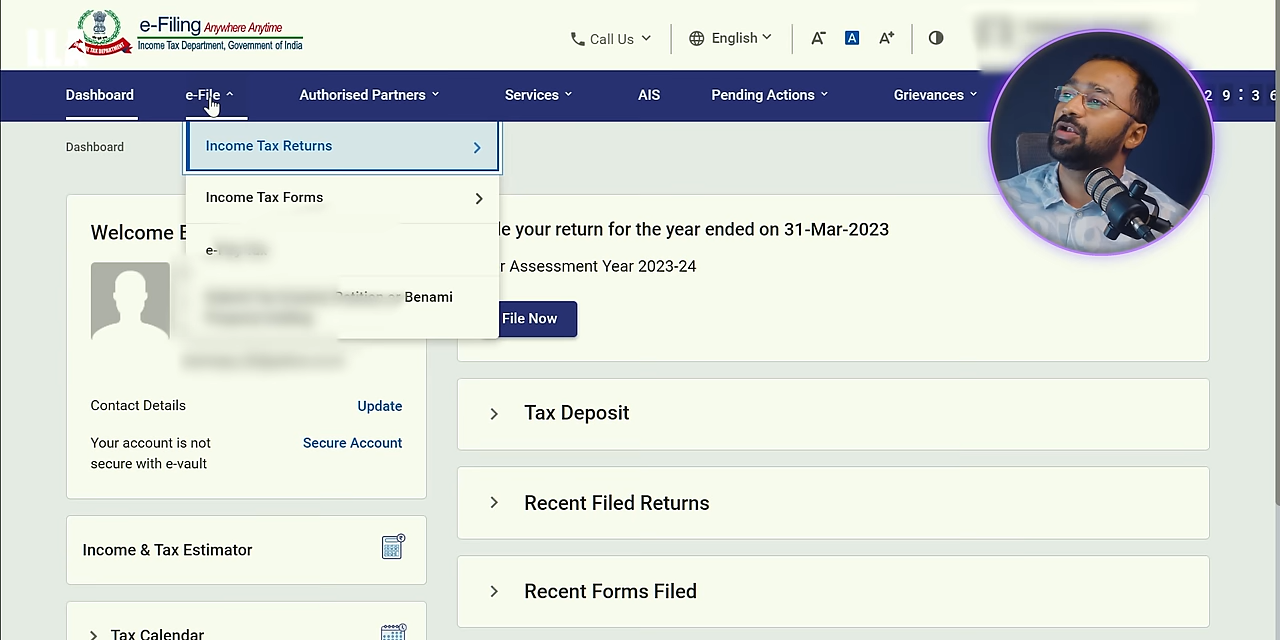 e-Filing Anywhere Anytime
Income Tax Department, Government of India
Call Us
English
A-
A
A+
Dashboard
e-File
Authorised Partners
Services
AIS
Pending Actions
Grievances
29:36
Dashboard
Income Tax Returns
Income Tax Forms
e-
Benami
Welcome
Contact Details
Update
Your account is not
secure with e-vault
Secure Account
Income & Tax Estimator
Tax Calendar
your return for the year ended on 31-Mar-2023
Assessment Year 2023-24
File Now
Tax Deposit
Recent Filed Returns
Recent Forms Filed